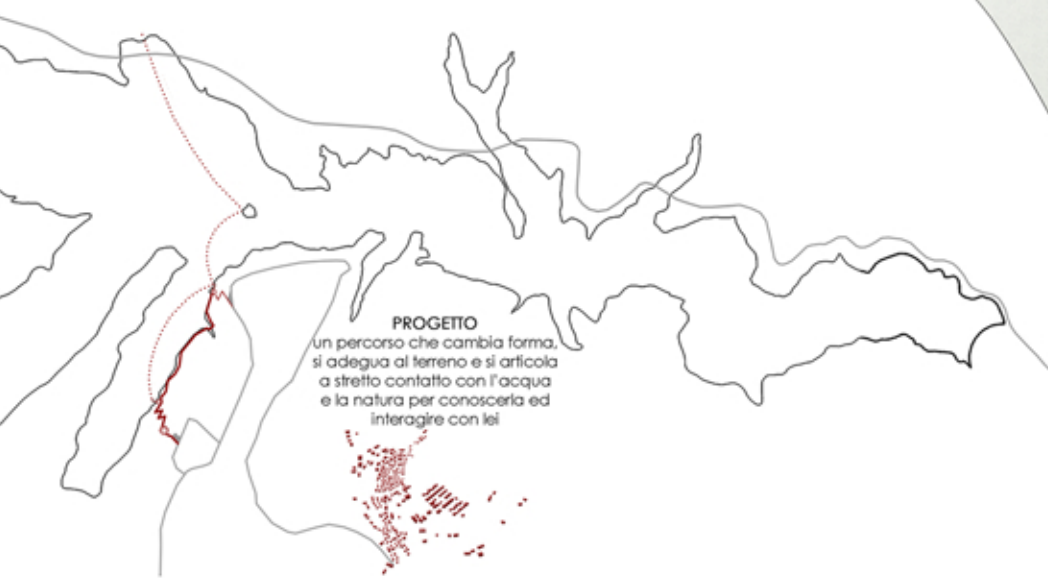 PROGETTO
un percorso che cambia forma,
si adegua al terreno e si articola
a stretto contatto con l'acqua
e la natura per conoscerla ed
interagire con lei